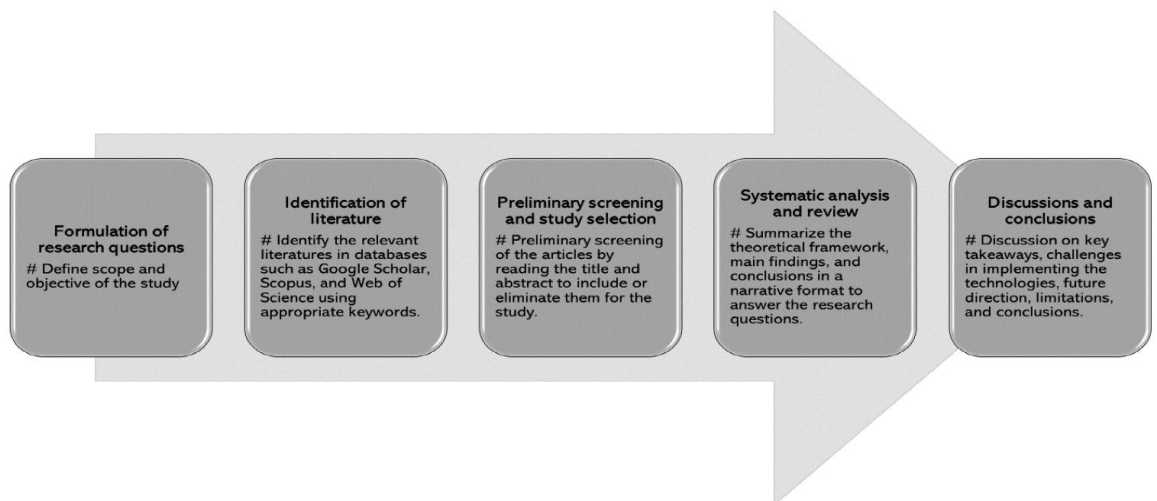 Formulation of
research questions
# Define scope and
objective of the study
Identification of
literature
# Identify the relevant
literatures in databases
such as Google Scholar,
Scopus, and Web of
Science using
appropriate keywords.
Preliminary screening
and study selection
# Preliminary screening
of the articles by
reading the title and
abstract to include or
eliminate them for the
study.
Systematic analysis
and review
# Summarize the
theoretical framework,
main findings, and
conclusions in a
narrative format to
answer the research
questions.
Discussions and
conclusions
# Discussion on key
takeaways, challenges
in implementing the
technologies, future
direction, limitations,
and conclusions.